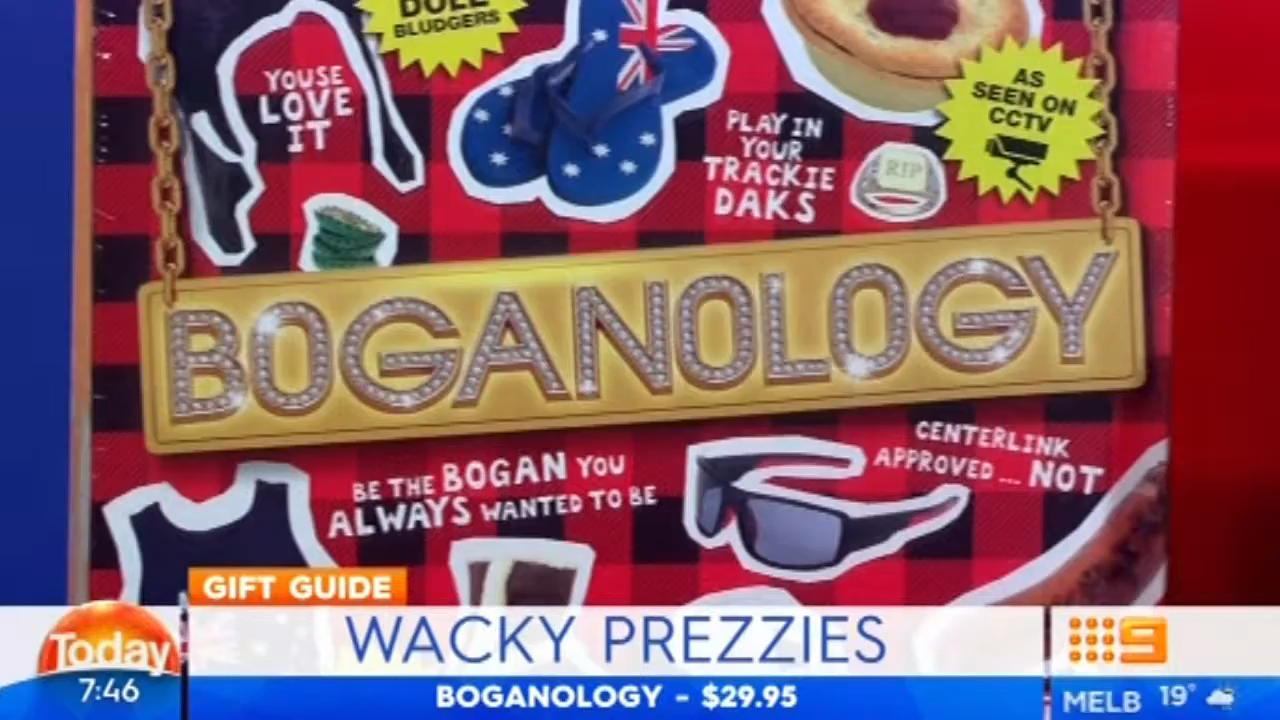 DOLE
BLUDGERS
YOUSE
LOVE
IT
AS
SEEN ON
CCTV
PLAY IN
YOUR
TRACKIE
DAKS
RIP
BOGANOLOGY
CENTERLINK
APPROVED... NOT
BE THE BOGAN YOU
ALWAYS WANTED TO BE
GIFT GUIDE
WACKY PREZZIES
Today
7:46
BOGANOLOGY - $29.95
9
MELB 19°